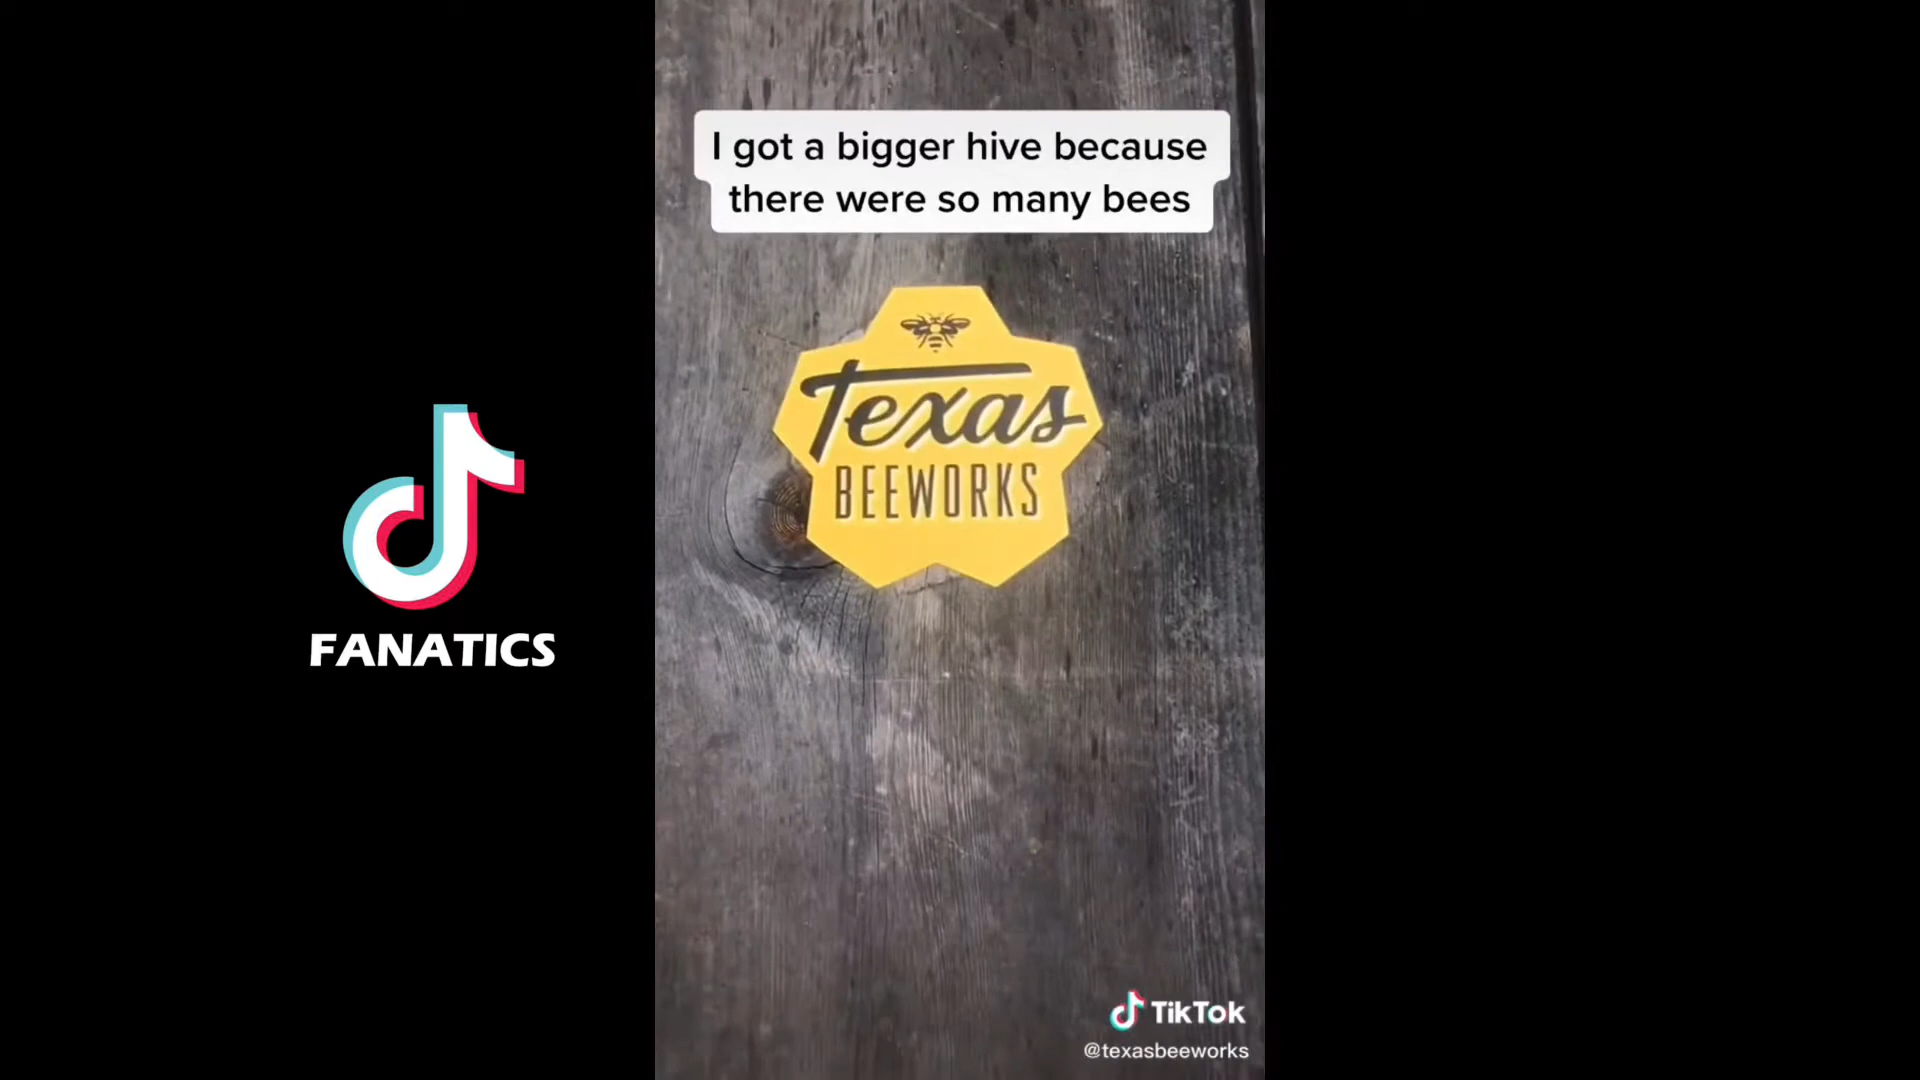 I got a bigger hive because
there were so many bees
Texas
BEEWORKS
FANATICS
TikTok
@texasbeeworks